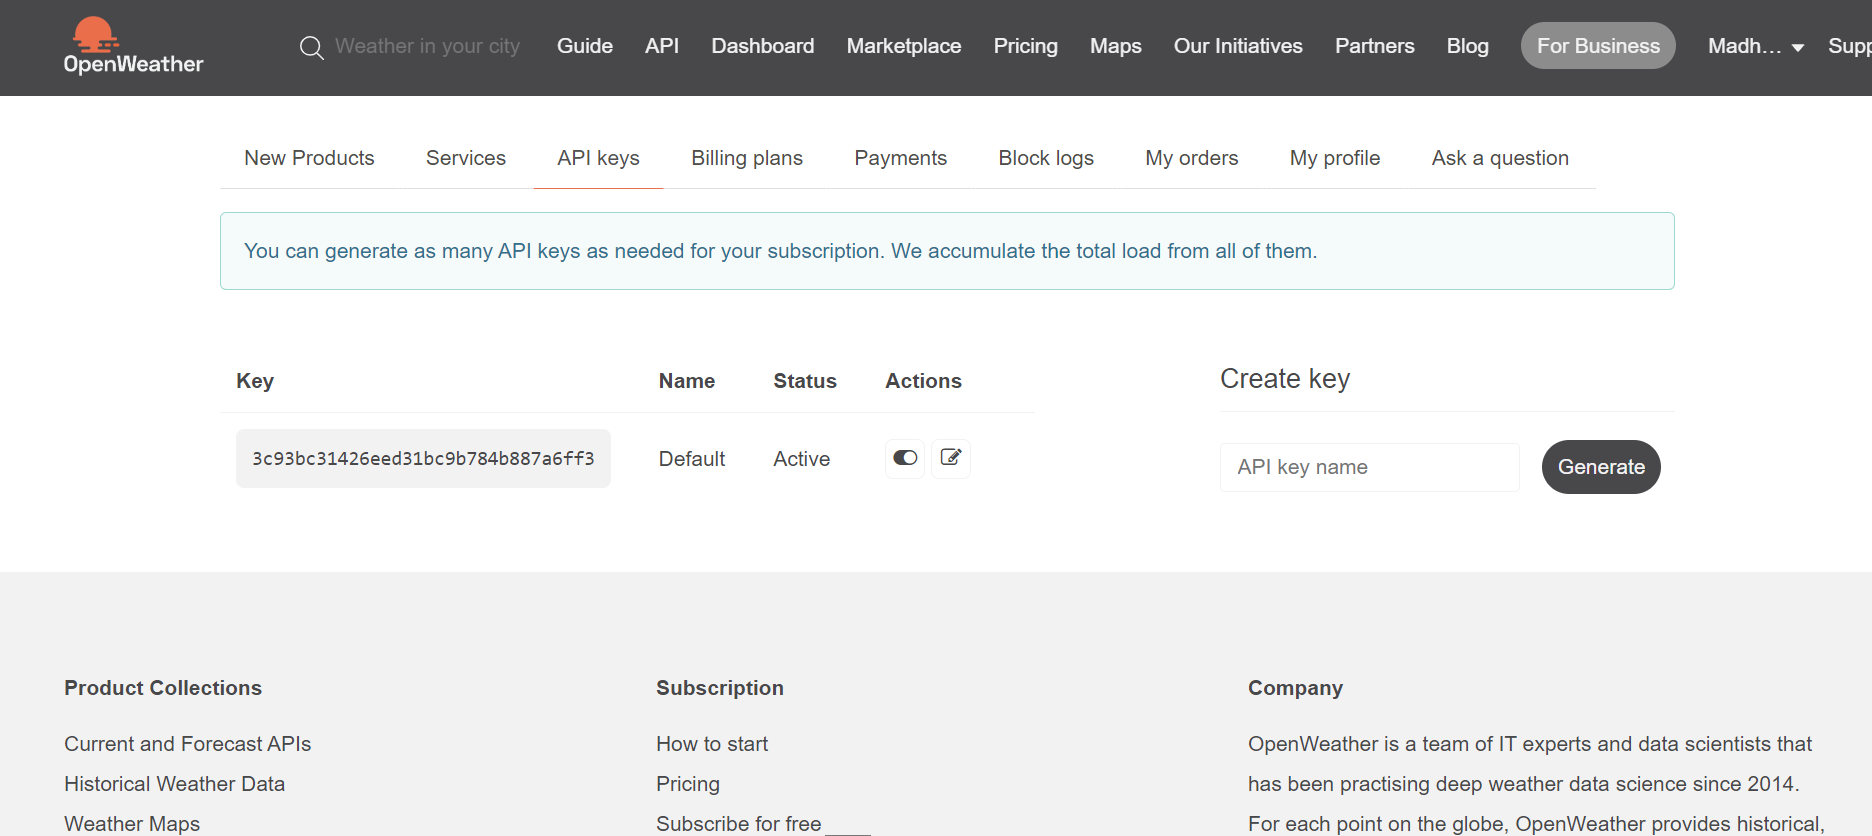 OpenWeather
Weather in your city
Guide
API
Dashboard
Marketplace
Pricing
Maps
Our Initiatives
Partners
Blog
For Business
Madh...
Supp
New Products
Services
API keys
Billing plans
Payments
Block logs
My orders
My profile
Ask a question
You can generate as many API keys as needed for your subscription. We accumulate the total load from all of them.
Key
Name
Status
Actions
3c93bc31426eed31bc9b784b887a6ff3
Default
Active
Create key
API key name
Generate
Product Collections
Current and Forecast APIs
Historical Weather Data
Weather Maps
Subscription
How to start
Pricing
Subscribe for free
Company
OpenWeather is a team of IT experts and data scientists that
has been practising deep weather data science since 2014.
For each point on the globe, OpenWeather provides historical,